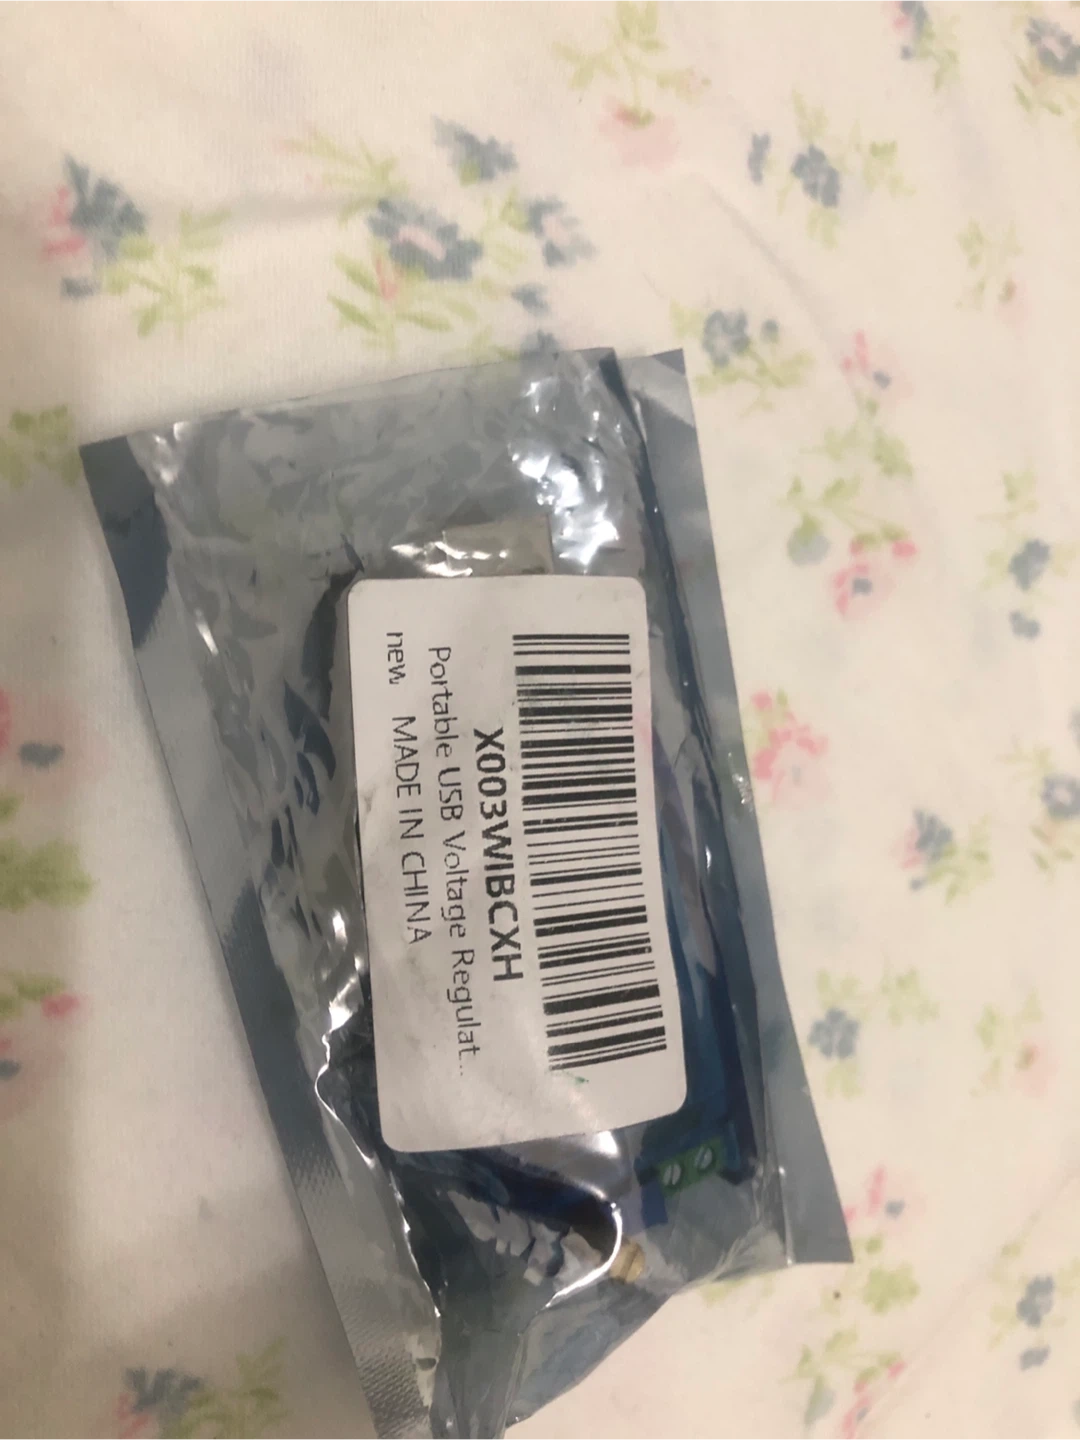 X003WIBCXH
Portable USB Voltage Regulat...
new MADE IN CHINA